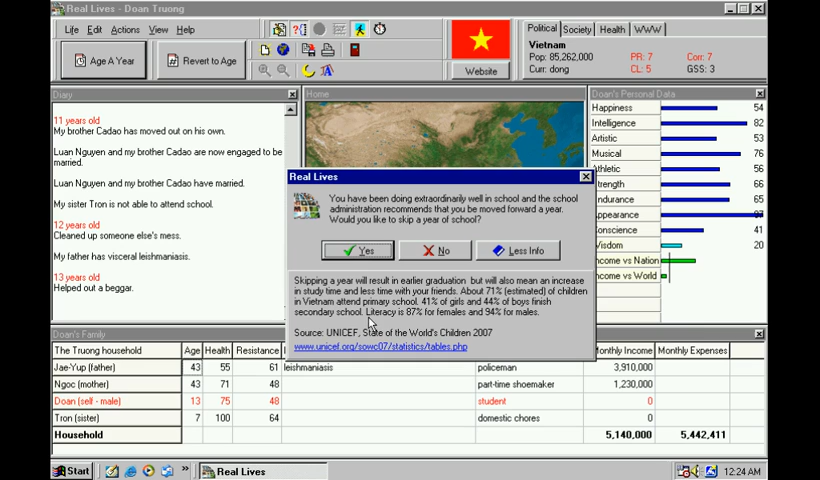 Real Lives - Doan Truong
Life Edit Actions View Help
Age A Year
Revert to Age
Website
Political Society Health WWW
Vietnam
Pop: 85,262,000 PR: 7 Corr: 7
Curr: dong CL: 5 GSS: 3
Diary
11 years old
My brother Cadao has moved out on his own.
Luan Nguyen and my brother Cadao are now engaged to be
married.
Luan Nguyen and my brother Cadao have married.
My sister Tron is not able to attend school.
12 years old
Cleaned up someone else's mess.
My father has visceral leishmaniasis.
13 years old
Helped out a beggar.
Home
Real Lives
You have been doing extraordinarily well in school and the school
administration recommends that you be moved forward a year.
Would you like to skip a year of school?
Yes No Less Info
Skipping a year will result in earlier graduation but will also mean an increase
in study time and less time with your friends. About 71% (estimated) of children
in Vietnam attend primary school. 41% of girls and 44% of boys finish
secondary school. Literacy is 87% for females and 94% for males.
Source: UNICEF, State of the World's Children 2007
www.unicef.org/sowc07/statistics/tables.php
Doan's Personal Data
Happiness 54
Intelligence 82
Artistic 53
Musical 76
Athletic 56
Strength 66
Endurance 65
Appearance 97
Conscience 41
Wisdom 20
Income vs Nation
Income vs World
Doan's Family
The Truong household Age Health Resistance Monthly Income Monthly Expenses
Jae-Yup (father) 43 55 61 leishmaniasis policeman 3,910,000
Ngoc (mother) 43 71 48 part-time shoemaker 1,230,000
Doan (self - male) 13 75 48 student 0
Tron (sister) 7 100 64 domestic chores 0
Household 5,140,000 5,442,411
Start Real Lives 12:24 AM